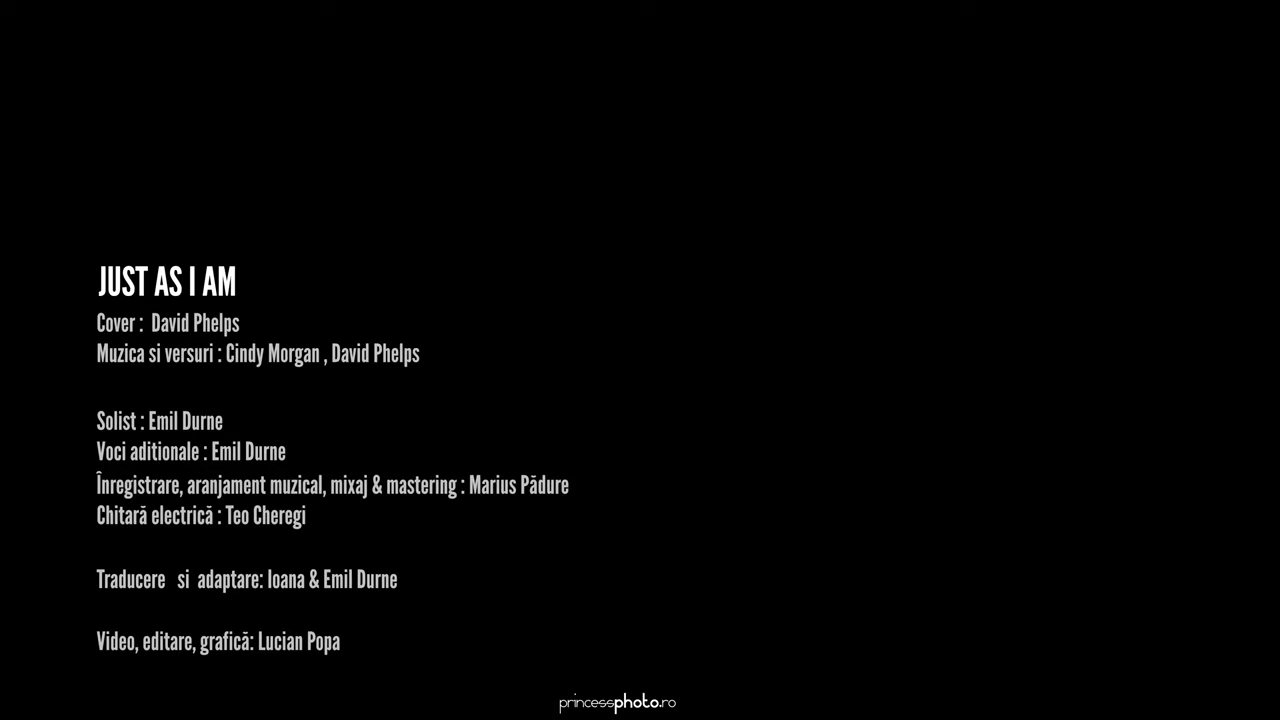 JUST AS I AM
Cover : David Phelps
Muzica si versuri : Cindy Morgan , David Phelps
Solist : Emil Durne
Voci aditionale : Emil Durne
Înregistrare, aranjament muzical, mixaj & mastering : Marius Pădure
Chitară electrică : Teo Cheregi
Traducere si adaptare: Ioana & Emil Durne
Video, editare, grafică: Lucian Popa
princessphoto.ro